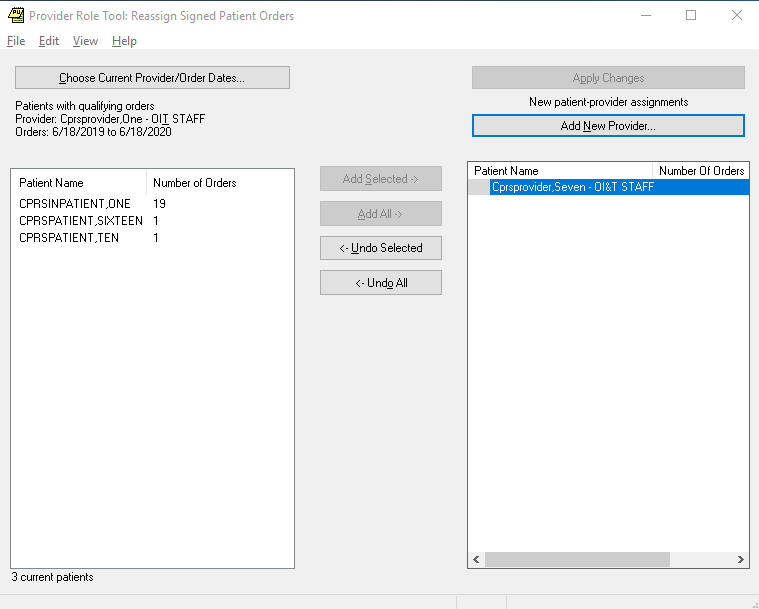 Provider Role Tool: Reassign Signed Patient Orders
File Edit View Help
Choose Current Provider/Order Dates...
Patients with qualifying orders
Provider: Cprsprovider,One - OIT STAFF
Orders: 6/18/2019 to 6/18/2020
Patient Name Number of Orders
CPRSINPATIENT,ONE 19
CPRSPATIENT,SIXTEEN 1
CPRSPATIENT,TEN 1
3 current patients
Add Selected ->
Add All ->
<- Undo Selected
<- Undo All
Apply Changes
New patient-provider assignments
Add New Provider...
Patient Name Number Of Orders
Cprsprovider,Seven - OI&T STAFF